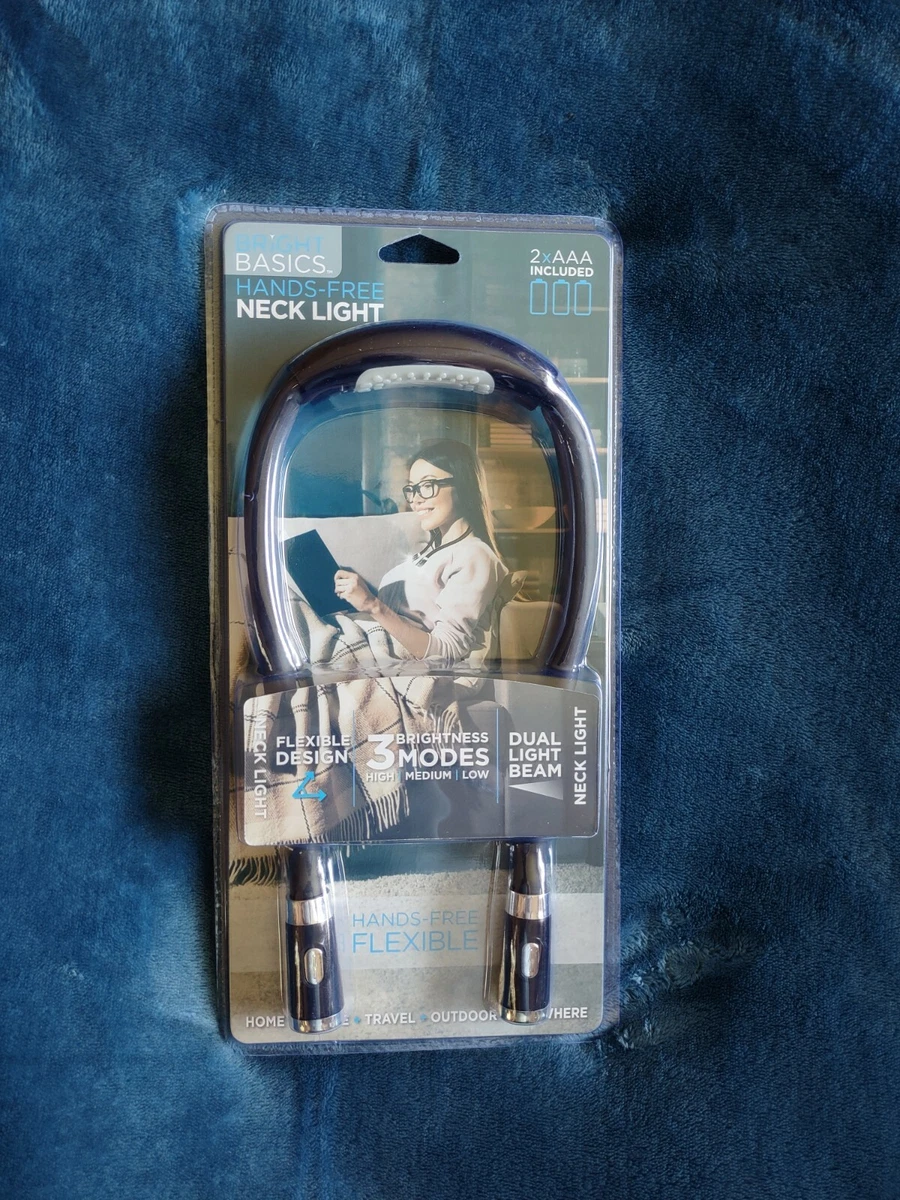 BRIGHT
BASICS™
HANDS-FREE
NECK LIGHT
2xAAA
INCLUDED
NECK LIGHT
FLEXIBLE
DESIGN
3 BRIGHTNESS
MODES
HIGH | MEDIUM | LOW
DUAL
LIGHT
BEAM
NECK LIGHT
HANDS-FREE
FLEXIBLE
HOME • TRAVEL • OUTDOOR